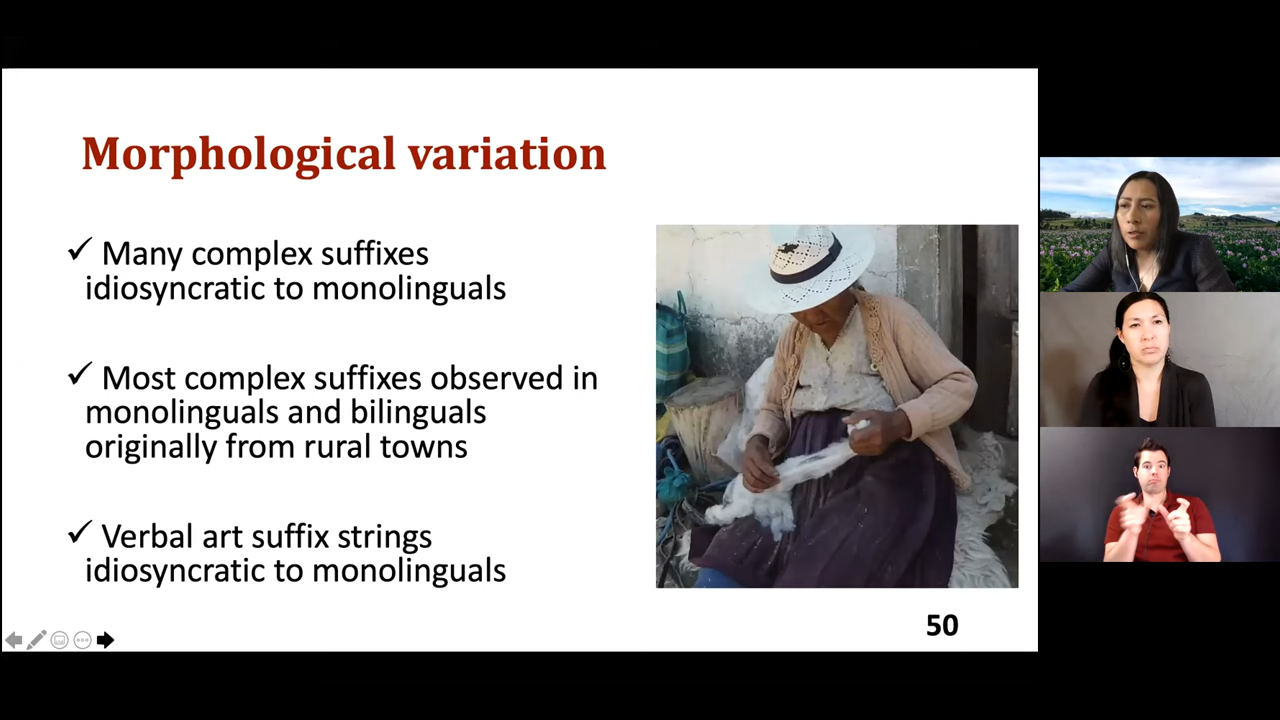 Morphological variation
✓ Many complex suffixes
idiosyncratic to monolinguals
✓ Most complex suffixes observed in
monolinguals and bilinguals
originally from rural towns
✓ Verbal art suffix strings
idiosyncratic to monolinguals
50